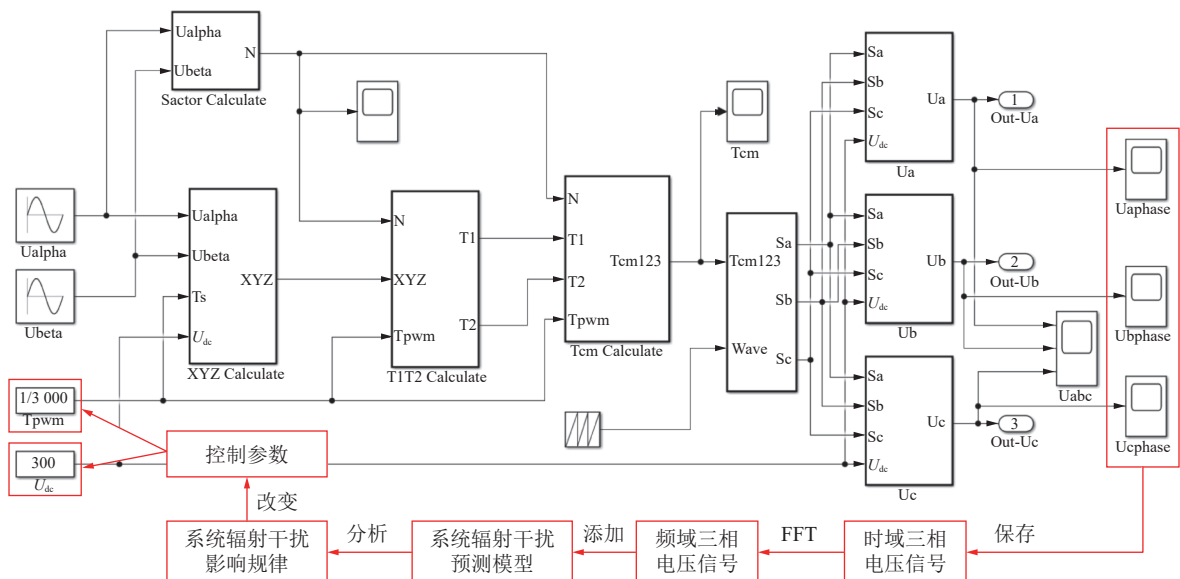 Ualpha
Ubeta
N
Sactor Calculate
Ualpha
Ubeta
Ualpha
Ubeta
Ts
Udc
XYZ
XYZ Calculate
N
XYZ
Tpwm
T1
T2
T1T2 Calculate
N
T1
T2
Tpwm
Tcm123
Tcm Calculate
Tcm
Tcm123
Wave
Sa
Sb
Sc
Sa
Sb
Sc
Udc
Ua
Ua
Sa
Sb
Sc
Udc
Ub
Ub
Sa
Sb
Sc
Udc
Uc
Uc
1
Out-Ua
2
Out-Ub
3
Out-Uc
Uabc
Uaphase
Ubphase
Ucphase
1/3 000
Tpwm
300
Udc
控制参数
改变
系统辐射干扰
影响规律
分析
系统辐射干扰
预测模型
添加
频域三相
电压信号
FFT
时域三相
电压信号
保存